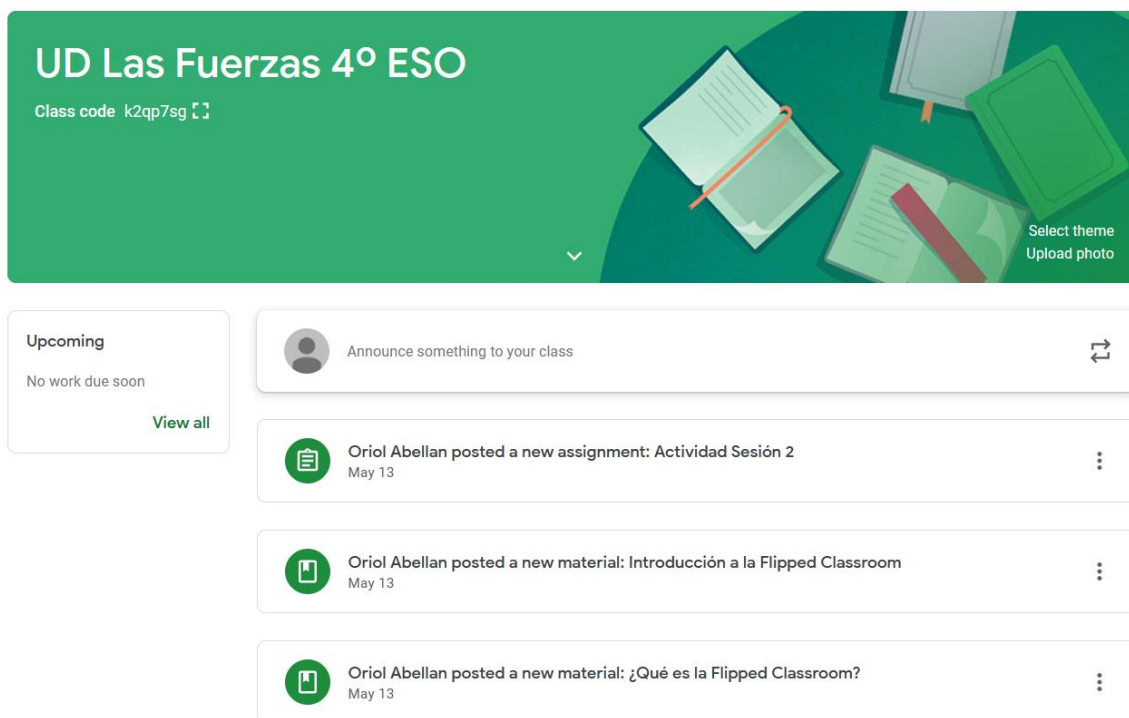 UD Las Fuerzas 4º ESO
Class code k2qp7sg
Select theme
Upload photo
Upcoming
No work due soon
View all
Announce something to your class
Oriol Abellan posted a new assignment: Actividad Sesión 2
May 13
Oriol Abellan posted a new material: Introducción a la Flipped Classroom
May 13
Oriol Abellan posted a new material: ¿Qué es la Flipped Classroom?
May 13